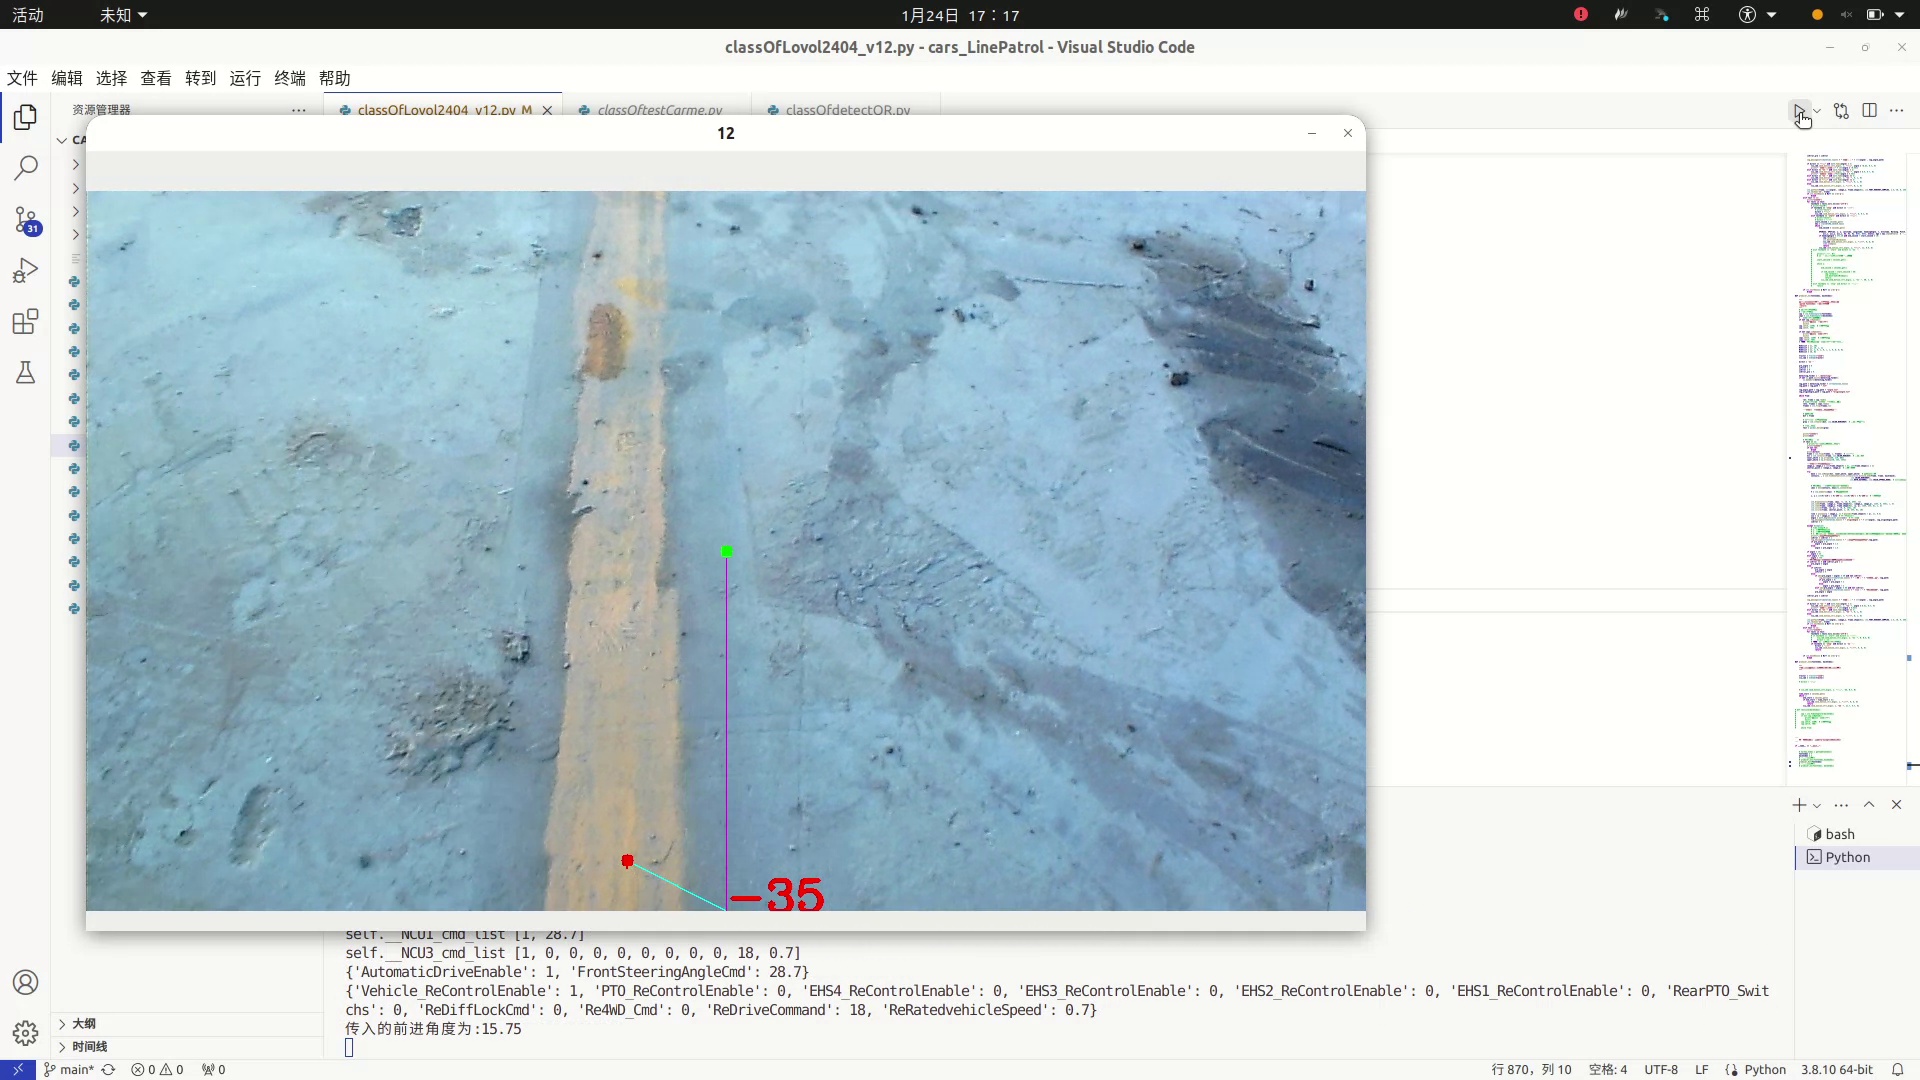 活动
未知
1月24日 17：17
classOfLovol2404_v12.py - cars_LinePatrol - Visual Studio Code
文件 编辑 选择 查看 转到 运行 终端 帮助
资源管理器
classOfLovol2404_v12.py M
classOftestCarme.py
classOfdetectQR.py
CA
12
31
-35
self.__NCU1_cmd_list [1, 28.7]
self.__NCU3_cmd_list [1, 0, 0, 0, 0, 0, 0, 0, 0, 18, 0.7]
{'AutomaticDriveEnable': 1, 'FrontSteeringAngleCmd': 28.7}
{'Vehicle_ReControlEnable': 1, 'PTO_ReControlEnable': 0, 'EHS4_ReControlEnable': 0, 'EHS3_ReControlEnable': 0, 'EHS2_ReControlEnable': 0, 'EHS1_ReControlEnable': 0, 'RearPTO_Swit
chs': 0, 'ReDiffLockCmd': 0, 'Re4WD_Cmd': 0, 'ReDriveCommand': 18, 'ReRatedvehicleSpeed': 0.7}
传入的前进角度为:15.75
bash
Python
大纲
时间线
main*
0 0
0
行 870，列 10
空格: 4
UTF-8
LF
Python
3.8.10 64-bit